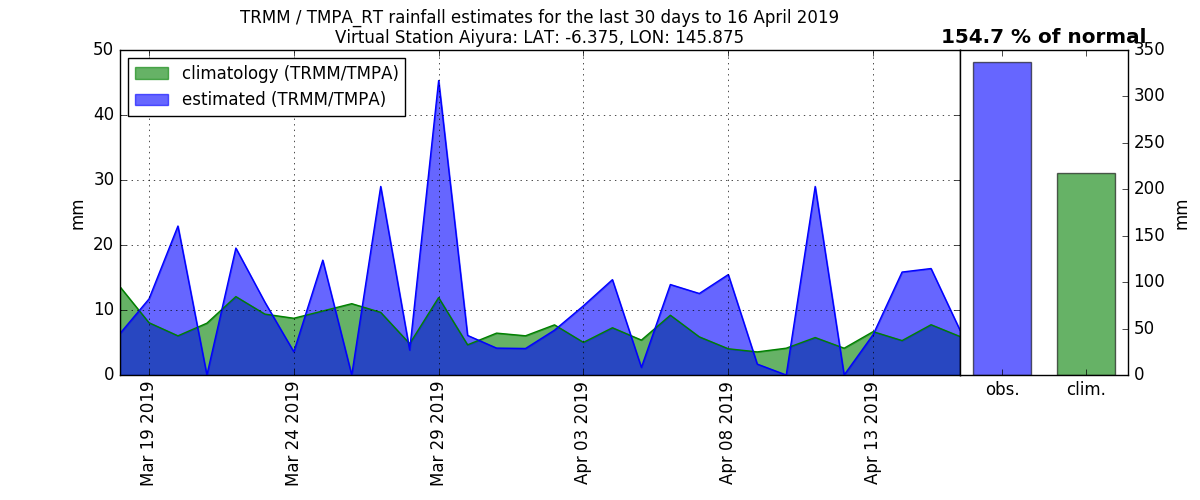 TRMM / TMPA_RT rainfall estimates for the last 30 days to 16 April 2019
Virtual Station Aiyura: LAT: -6.375, LON: 145.875
154.7 % of normal
climatology (TRMM/TMPA)
estimated (TRMM/TMPA)
50
40
30
20
10
0
mm
Mar 19 2019
Mar 24 2019
Mar 29 2019
Apr 03 2019
Apr 08 2019
Apr 13 2019
350
300
250
200
150
100
50
0
mm
obs.
clim.